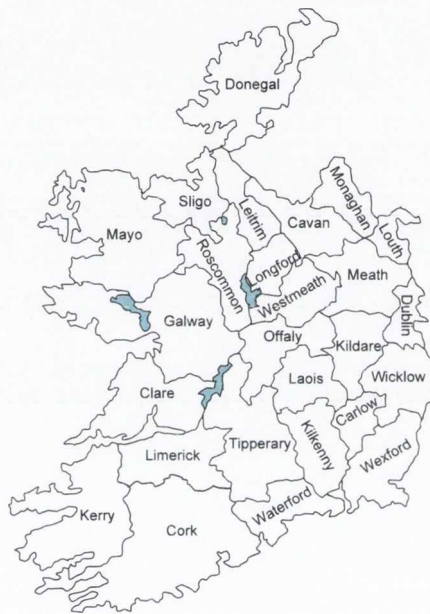 Donegal
Sligo
Leitrim
Cavan
Monaghan
Louth
Mayo
Roscommon
Longford
Meath
Westmeath
Dublin
Galway
Offaly
Kildare
Clare
Laois
Wicklow
Carlow
Limerick
Tipperary
Kilkenny
Wexford
Waterford
Kerry
Cork